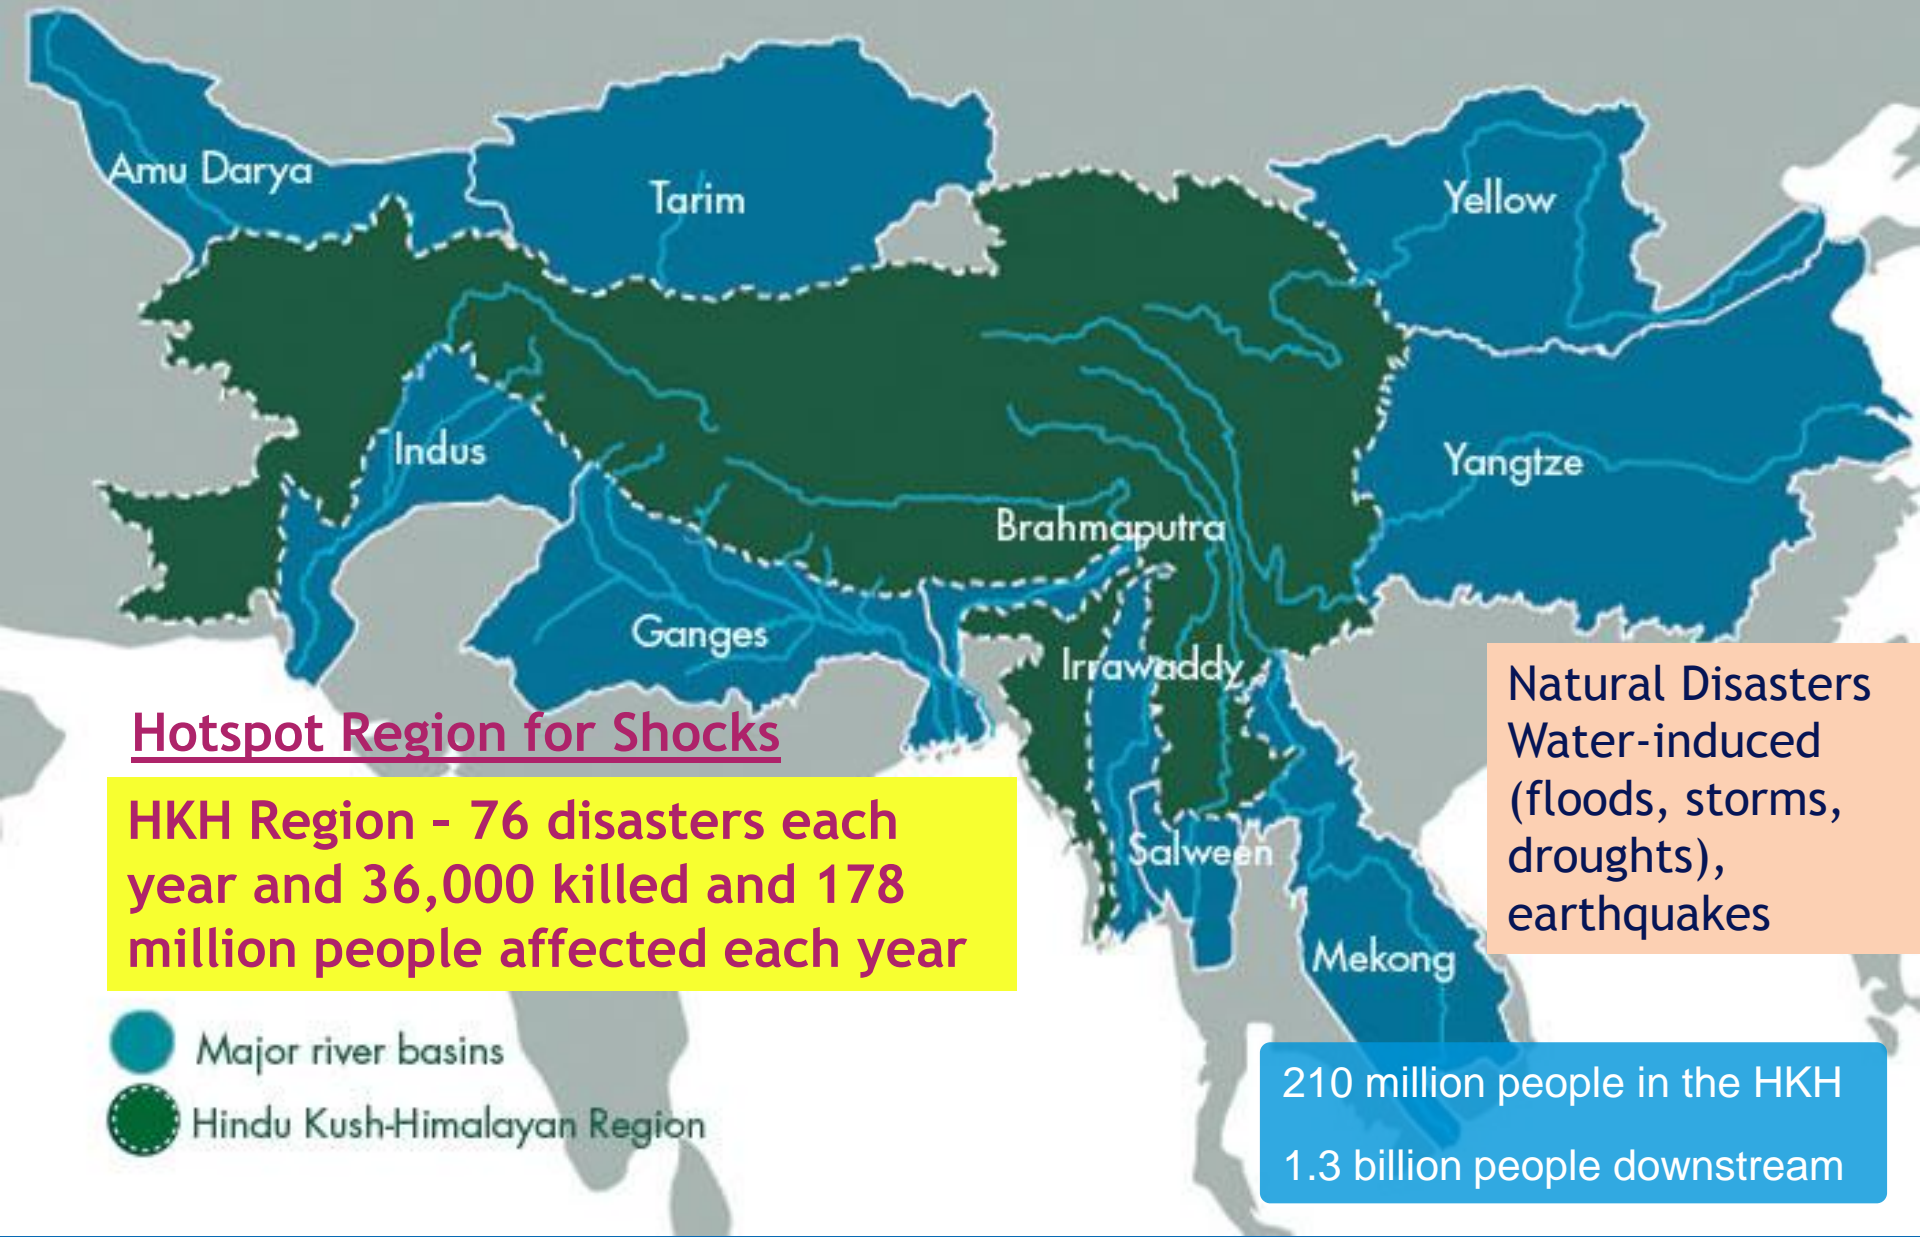 Amu Darya
Tarim
Yellow
Indus
Yangtze
Brahmaputra
Ganges
Irrawaddy
Salween
Mekong
Hotspot Region for Shocks
HKH Region – 76 disasters each
year and 36,000 killed and 178
million people affected each year
Natural Disasters
Water-induced
(floods, storms,
droughts),
earthquakes
Major river basins
Hindu Kush-Himalayan Region
210 million people in the HKH
1.3 billion people downstream